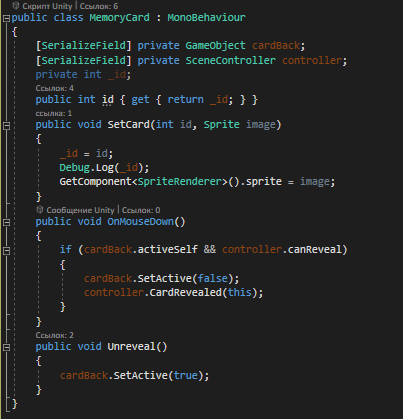 Скрипт Unity | Ссылок: 6
public class MemoryCard : MonoBehaviour
{
[SerializeField] private GameObject cardBack;
[SerializeField] private SceneController controller;
private int _id;
Ссылок: 4
public int id { get { return _id; } }
ссылка: 1
public void SetCard(int id, Sprite image)
{
_id = id;
Debug.Log(_id);
GetComponent<SpriteRenderer>().sprite = image;
}
Сообщение Unity | Ссылок: 0
public void OnMouseDown()
{
if (cardBack.activeSelf && controller.canReveal)
{
cardBack.SetActive(false);
controller.CardRevealed(this);
}
}
Ссылок: 2
public void Unreveal()
{
cardBack.SetActive(true);
}
}